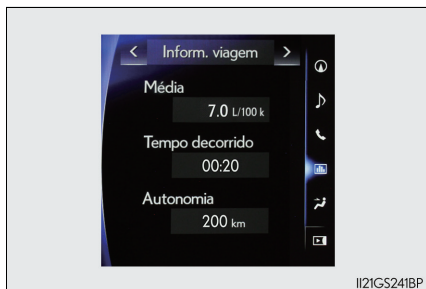 Inform. viagem
Média
7.0 L/100 k
Tempo decorrido
00:20
Autonomia
200 km
II21GS241BP